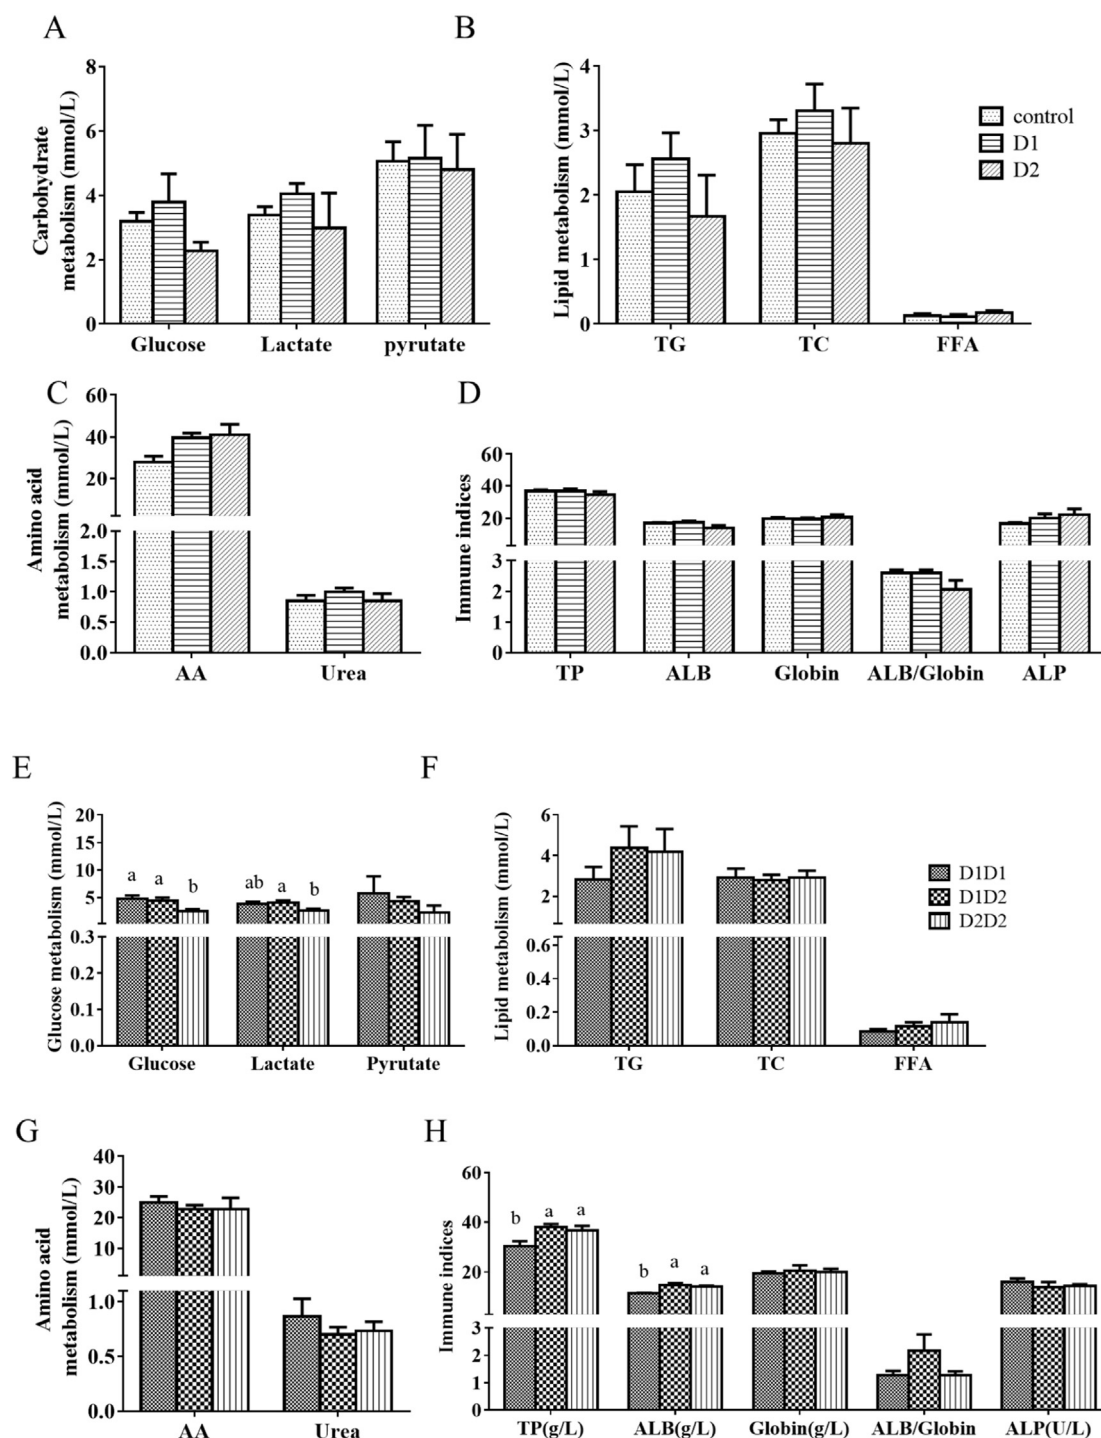 A
Carbohydrate
metabolism (mmol/L)
8
6
4
2
0
Glucose Lactate pyrutate
B
Lipid metabolism (mmol/L)
4
3
2
1
0
TG TC FFA
control
D1
D2
C
Amino acid
metabolism (mmol/L)
60
40
20
2.0
1.5
1.0
0.5
0.0
AA Urea
D
Immune indices
60
40
20
3
2
1
0
TP ALB Globin ALB/Globin ALP
E
Glucose metabolism (mmol/L)
20
15
10
5
0.3
0.2
0.1
0.0
a a b ab a b
Glucose Lactate Pyrutate
F
Lipid metabolism (mmol/L)
6
4
2
0.6
0.4
0.2
0.0
TG TC FFA
D1D1
D1D2
D2D2
G
Amino acid
metabolism (mmol/L)
40
30
20
10
1.0
0.5
0.0
AA Urea
H
Immune indices
60
40
20
3
2
1
0
b a a
b a a
TP(g/L) ALB(g/L) Globin(g/L) ALB/Globin ALP(U/L)